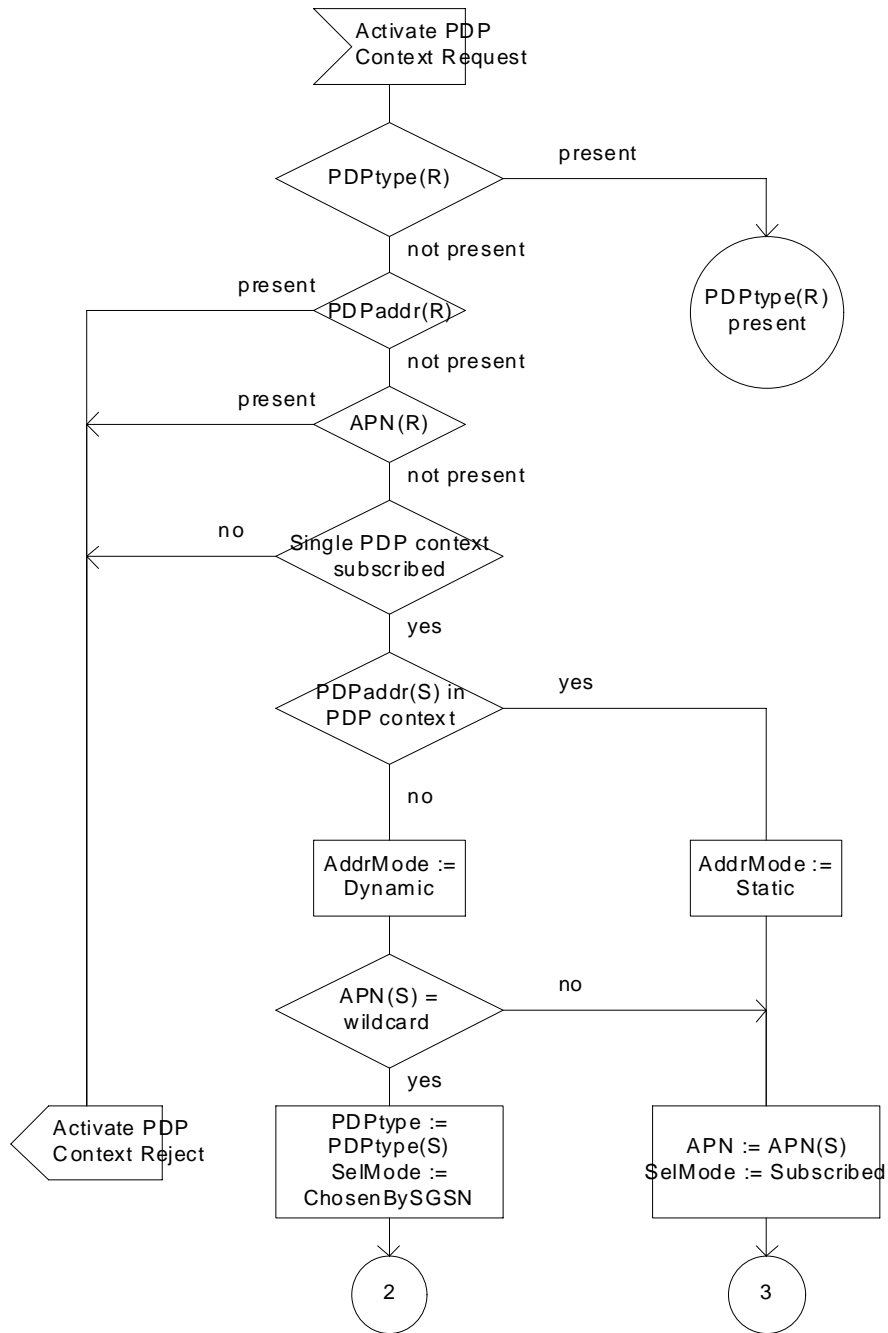 Activate PDP
Context Request
present
PDPtype(R)
not present
present
PDPaddr(R)
PDPtype(R)
present
not present
present
APN(R)
not present
no
Single PDP context
subscribed
yes
PDPaddr(S) in
PDP context
yes
no
AddrMode :=
Dynamic
AddrMode :=
Static
APN(S) =
wildcard
no
yes
Activate PDP
Context Reject
PDPtype :=
PDPtype(S)
SelMode :=
ChosenBySGSN
APN := APN(S)
SelMode := Subscribed
2
3